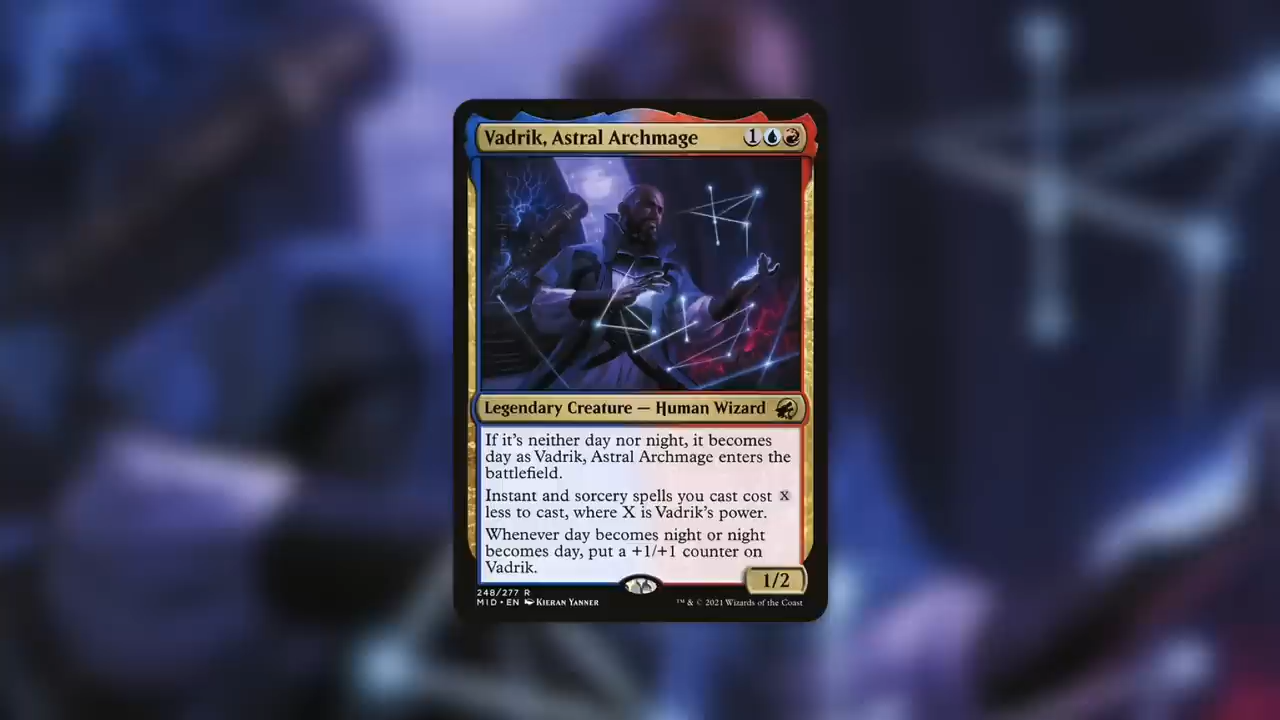 Vadrik, Astral Archmage 1
Legendary Creature — Human Wizard
If it's neither day nor night, it becomes
day as Vadrik, Astral Archmage enters the
battlefield.
Instant and sorcery spells you cast cost X
less to cast, where X is Vadrik's power.
Whenever day becomes night or night
becomes day, put a +1/+1 counter on
Vadrik.
1/2
248/277 R
MID • EN KIERAN YANNER
™ & © 2021 Wizards of the Coast